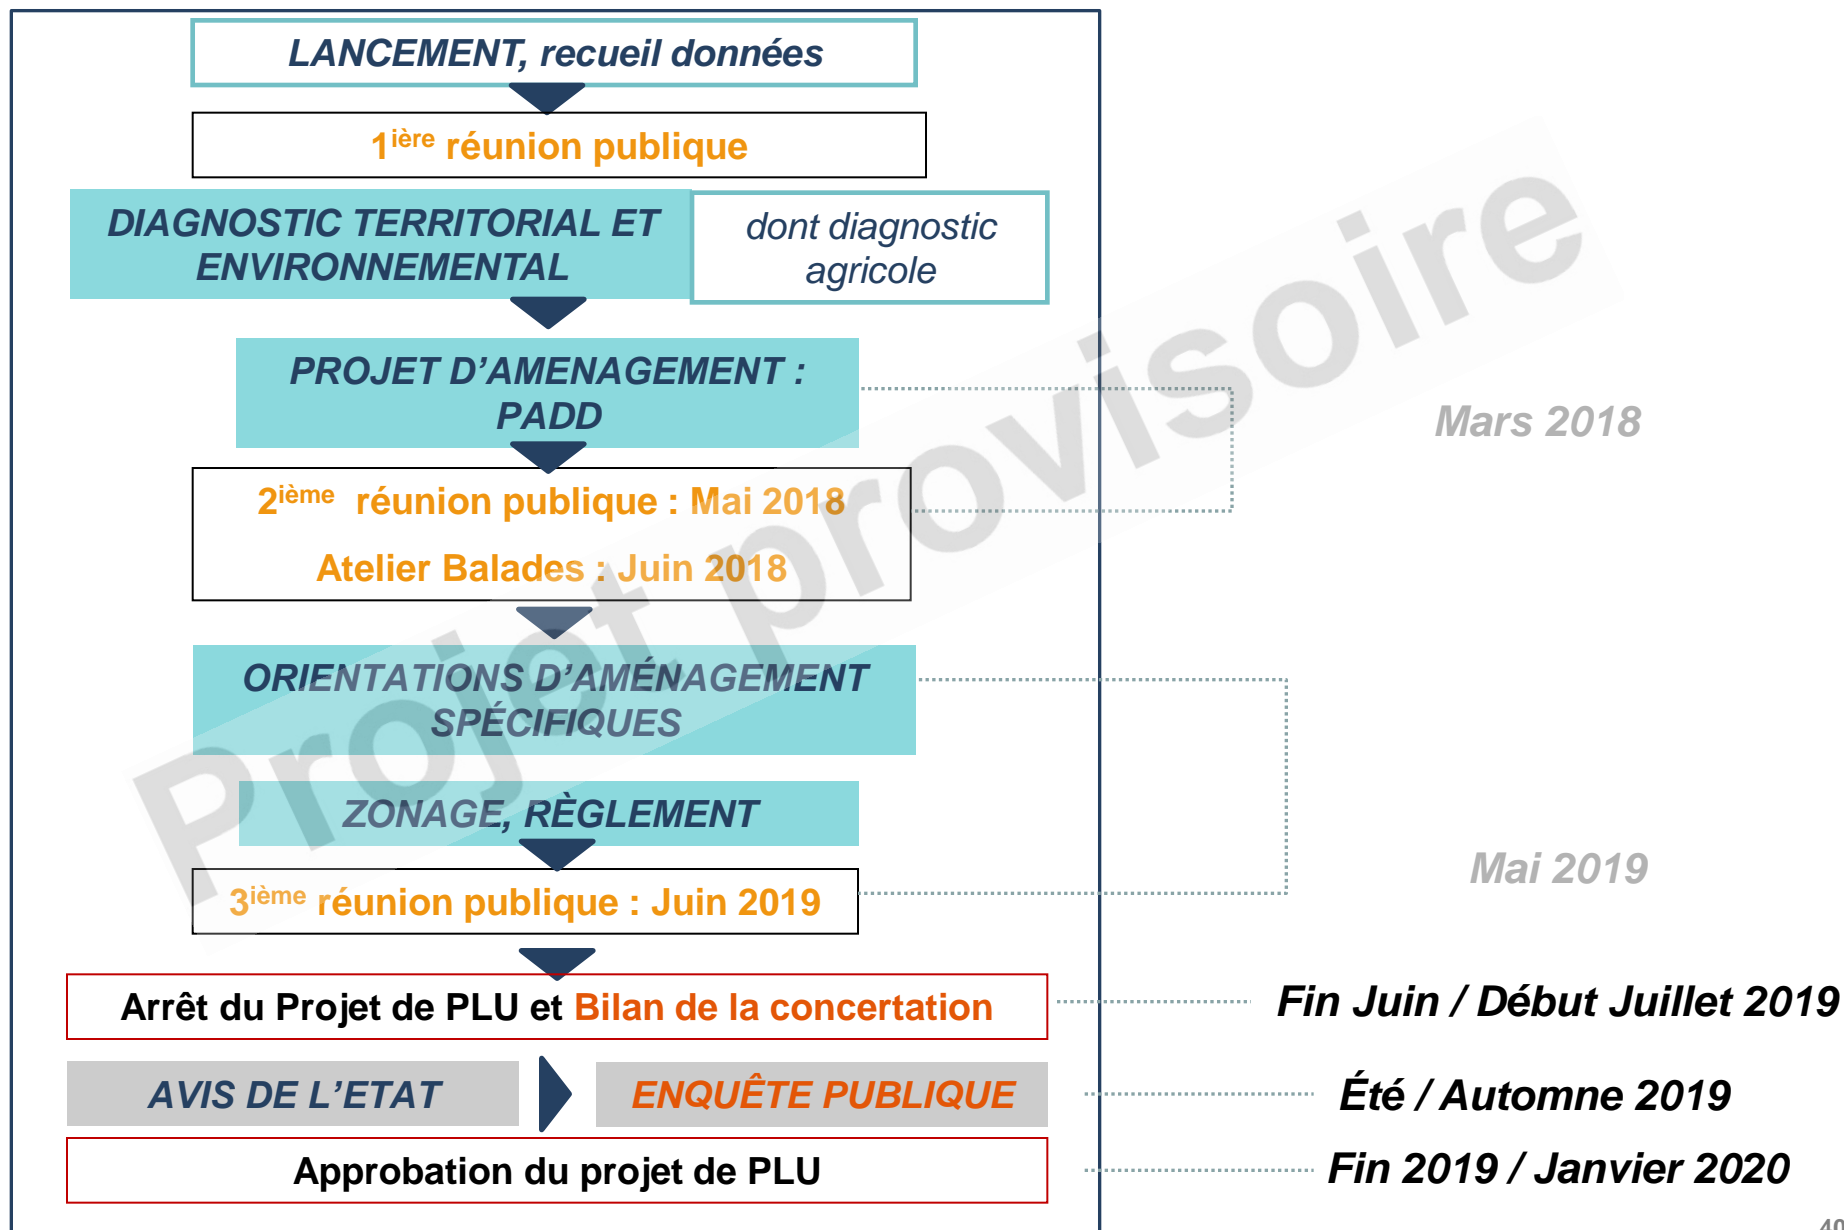 LANCEMENT, recueil données
1ière réunion publique
DIAGNOSTIC TERRITORIAL ET
ENVIRONNEMENTAL
dont diagnostic
agricole
PROJET D’AMENAGEMENT :
PADD
Mars 2018
2ième réunion publique : Mai 2018
Atelier Balades : Juin 2018
ORIENTATIONS D’AMÉNAGEMENT
SPÉCIFIQUES
ZONAGE, RÈGLEMENT
Mai 2019
3ième réunion publique : Juin 2019
Arrêt du Projet de PLU et Bilan de la concertation
Fin Juin / Début Juillet 2019
AVIS DE L’ETAT
ENQUÊTE PUBLIQUE
Été / Automne 2019
Approbation du projet de PLU
Fin 2019 / Janvier 2020
Projet provisoire
40